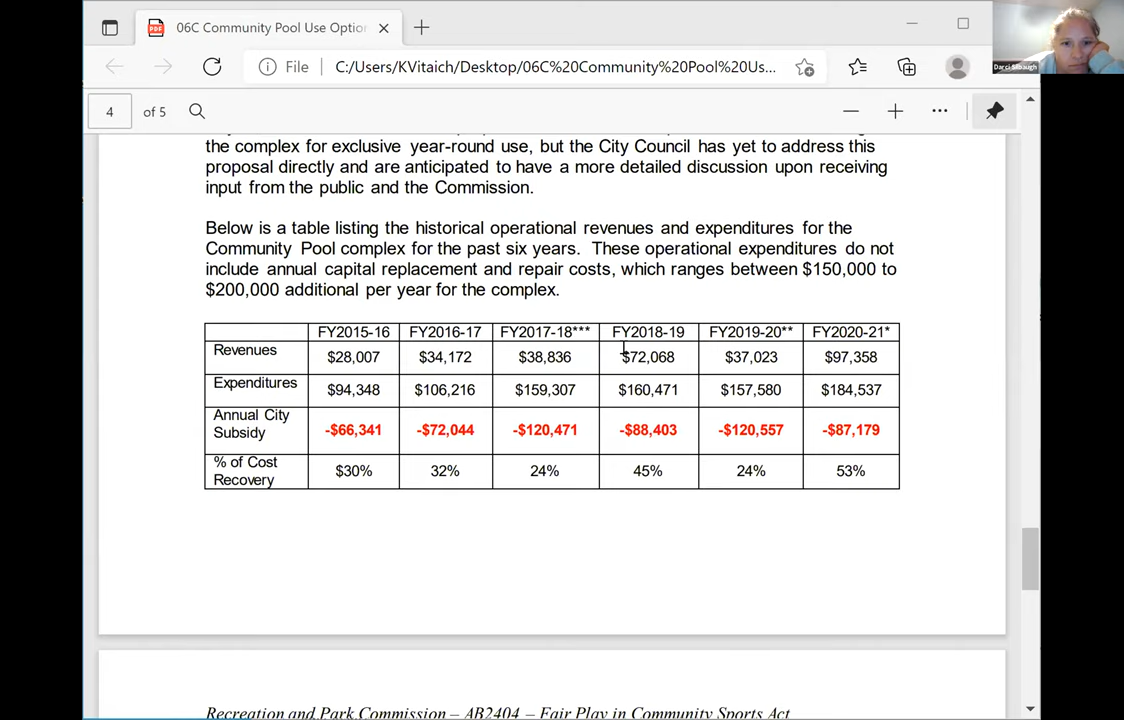 06C Community Pool Use Option
File C:/Users/KVitaich/Desktop/06C%20Community%20Pool%20Us...
Darci
4 of 5
the complex for exclusive year-round use, but the City Council has yet to address this
proposal directly and are anticipated to have a more detailed discussion upon receiving
input from the public and the Commission.
Below is a table listing the historical operational revenues and expenditures for the
Community Pool complex for the past six years. These operational expenditures do not
include annual capital replacement and repair costs, which ranges between $150,000 to
$200,000 additional per year for the complex.
FY2015-16 FY2016-17 FY2017-18*** FY2018-19 FY2019-20** FY2020-21*
Revenues $28,007 $34,172 $38,836 $72,068 $37,023 $97,358
Expenditures $94,348 $106,216 $159,307 $160,471 $157,580 $184,537
Annual City
Subsidy -$66,341 -$72,044 -$120,471 -$88,403 -$120,557 -$87,179
% of Cost
Recovery $30% 32% 24% 45% 24% 53%
Recreation and Park Commission – AB2404 – Fair Play in Community Sports Act